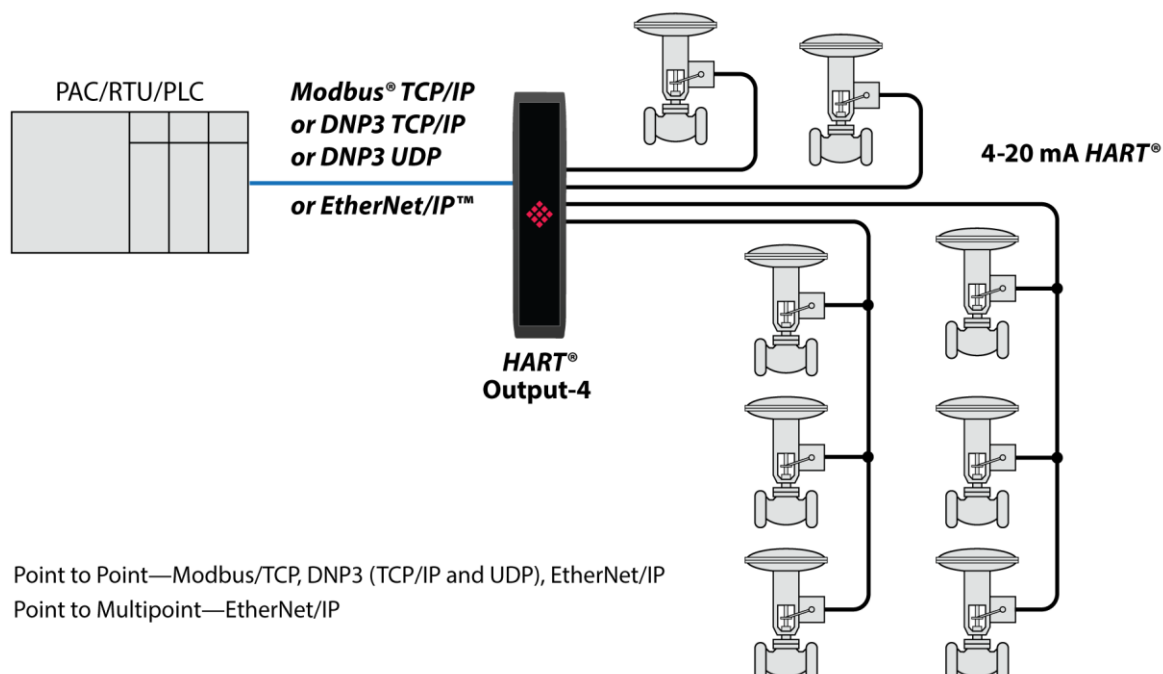 PAC/RTU/PLC
Modbus® TCP/IP
or DNP3 TCP/IP
or DNP3 UDP
or EtherNet/IP™
4-20 mA HART®
HART®
Output-4
Point to Point—Modbus/TCP, DNP3 (TCP/IP and UDP), EtherNet/IP
Point to Multipoint—EtherNet/IP